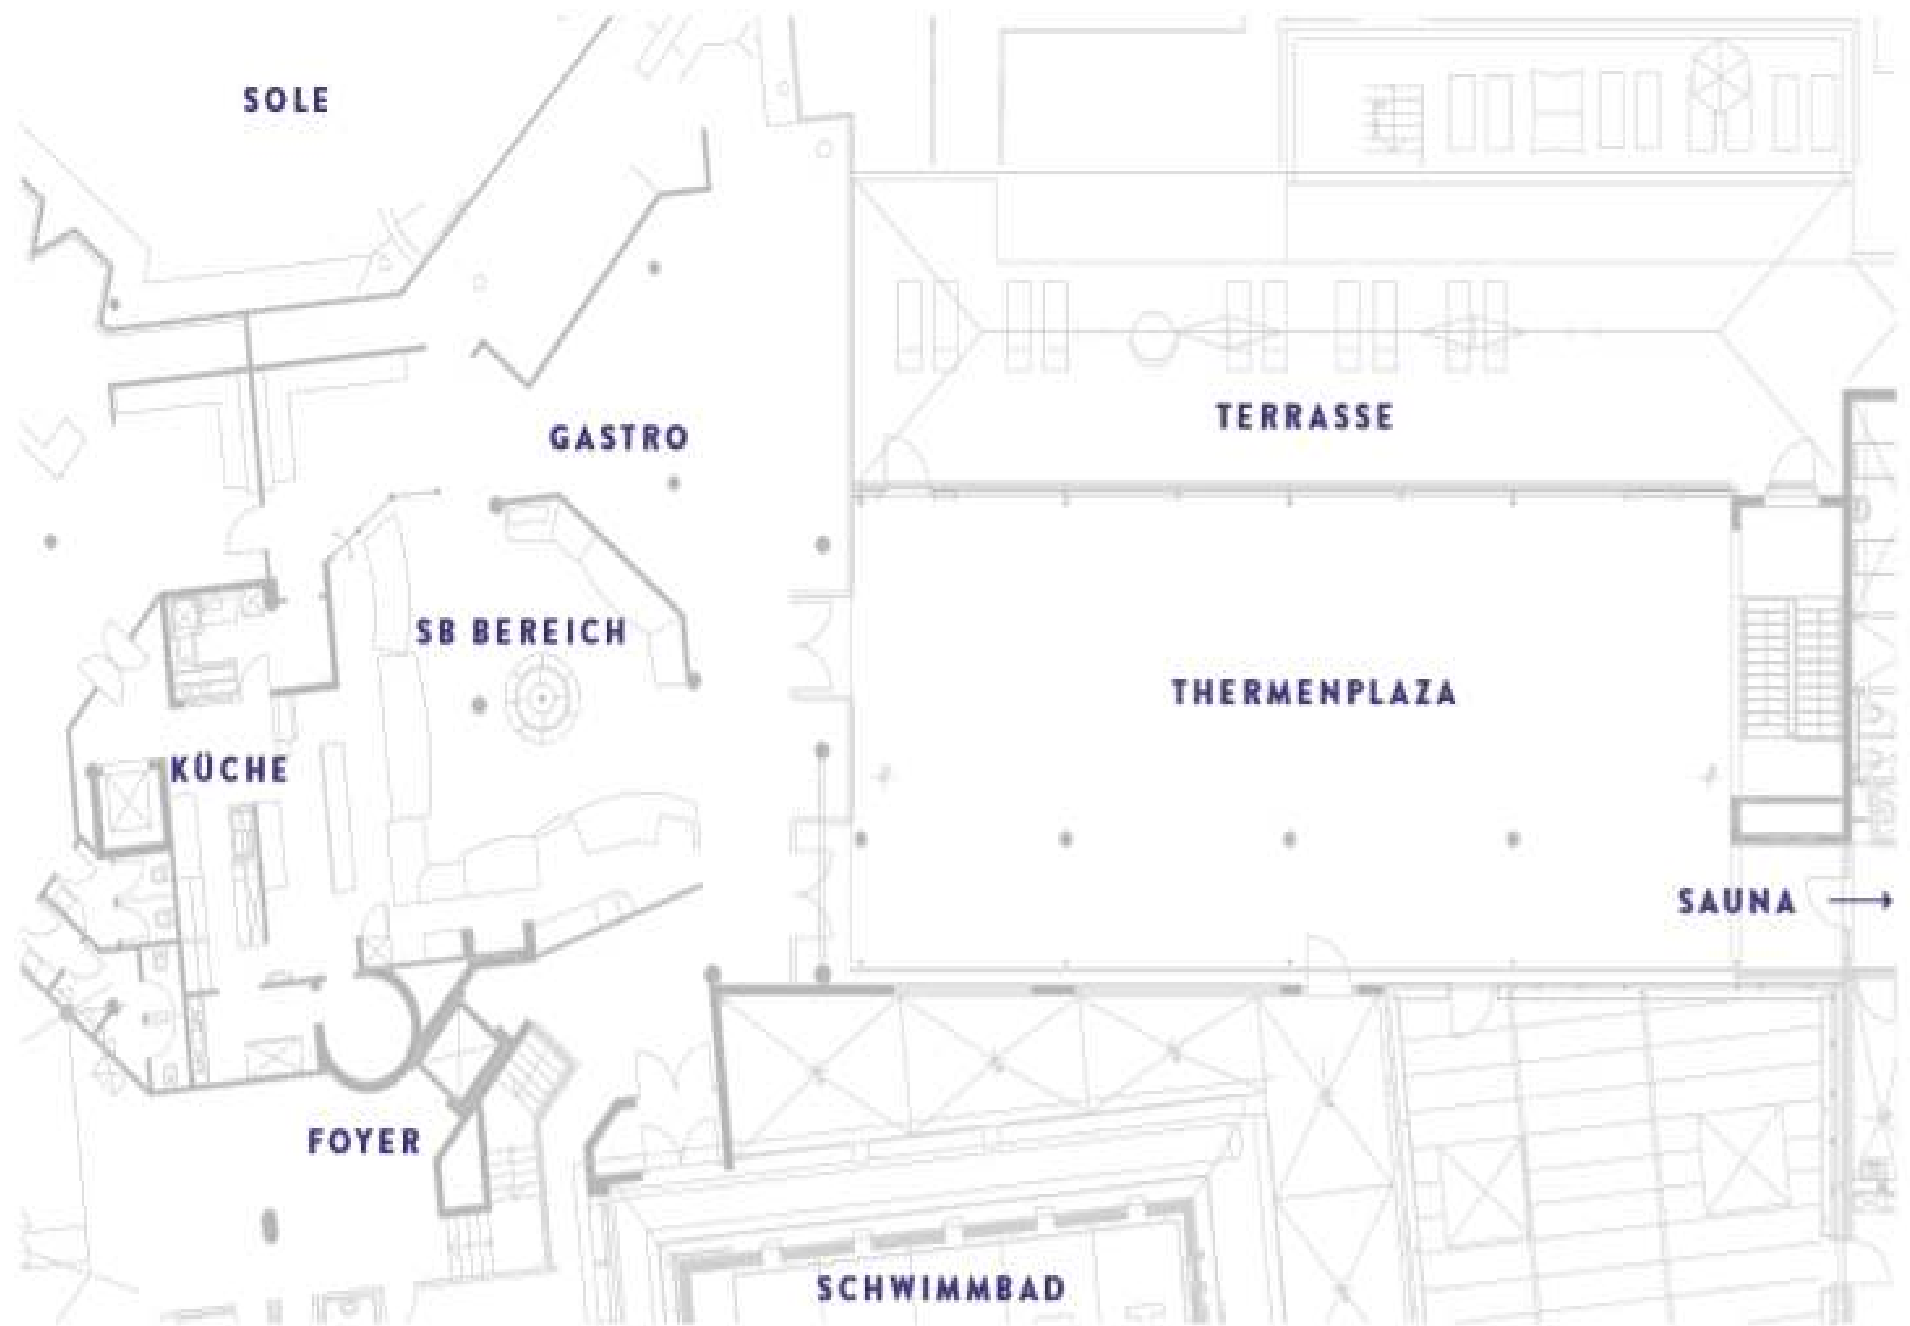 SOLE
TERRASSE
GASTRO
SB BEREICH
THERMENPLAZA
KÜCHE
SAUNA
FOYER
SCHWIMMBAD